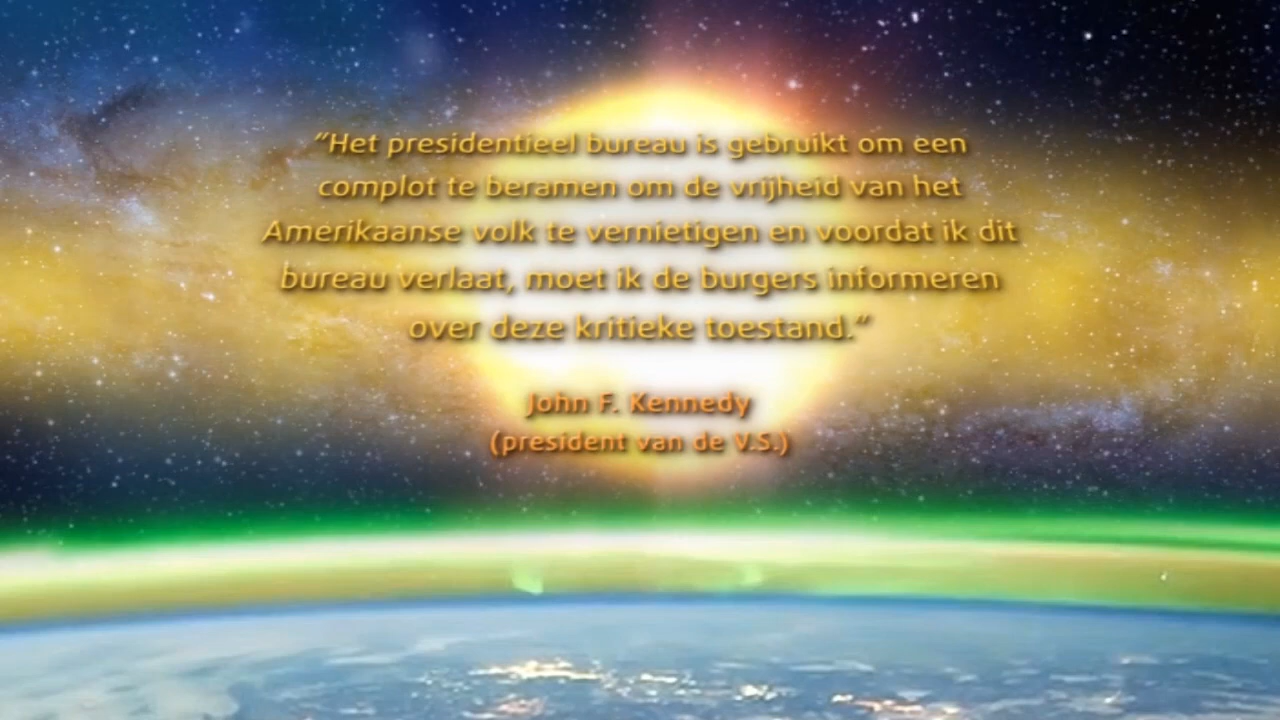 ”Het presidentieel bureau is gebruikt om een
complot te beramen om de vrijheid van het
Amerikaanse volk te vernietigen en voordat ik dit
bureau verlaat, moet ik de burgers informeren
over deze kritieke toestand.”
John F. Kennedy
(president van de V.S.)